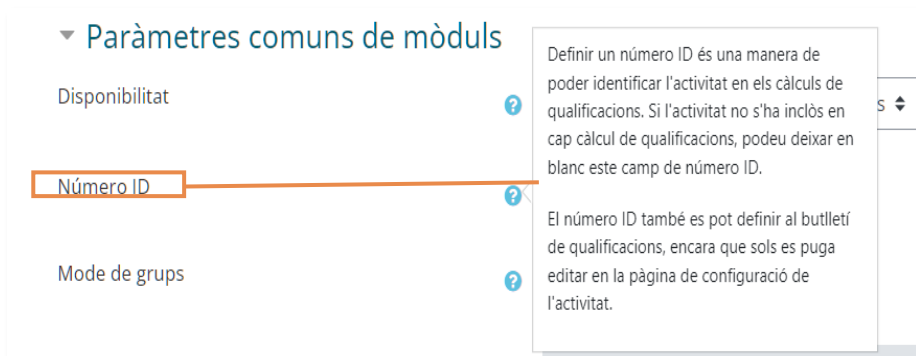 Paràmetres comuns de mòduls
Disponibilitat
Número ID
Mode de grups
Definir un número ID és una manera de
poder identificar l'activitat en els càlculs de
qualificacions. Si l'activitat no s'ha inclòs en
cap càlcul de qualificacions, podeu deixar en
blanc este camp de número ID.
El número ID també es pot definir al butlletí
de qualificacions, encara que sols es puga
editar en la pàgina de configuració de
l'activitat.